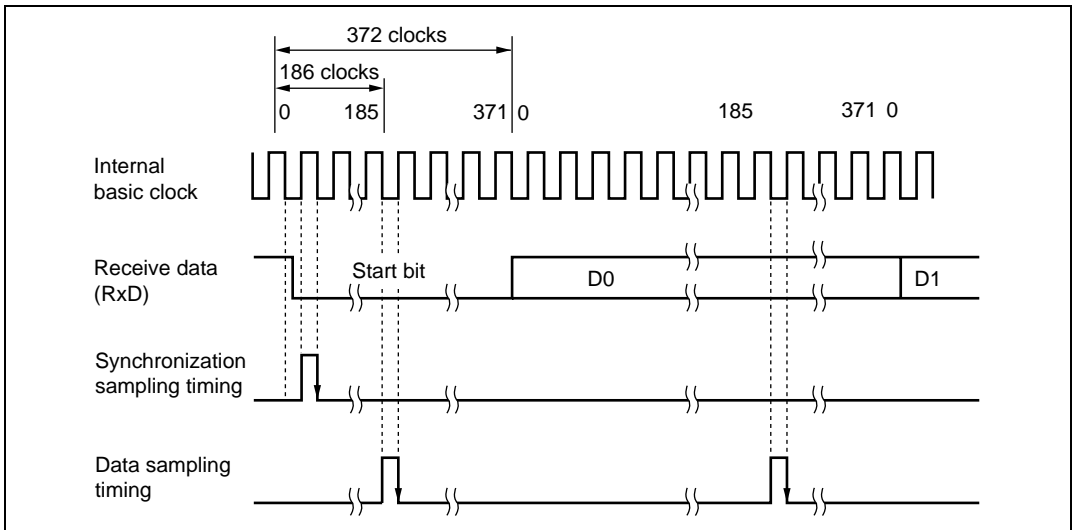 372 clocks
186 clocks
0 185 371 0 185 371 0
Internal
basic clock
Receive data
(RxD)
Start bit D0 D1
Synchronization
sampling timing
Data sampling
timing